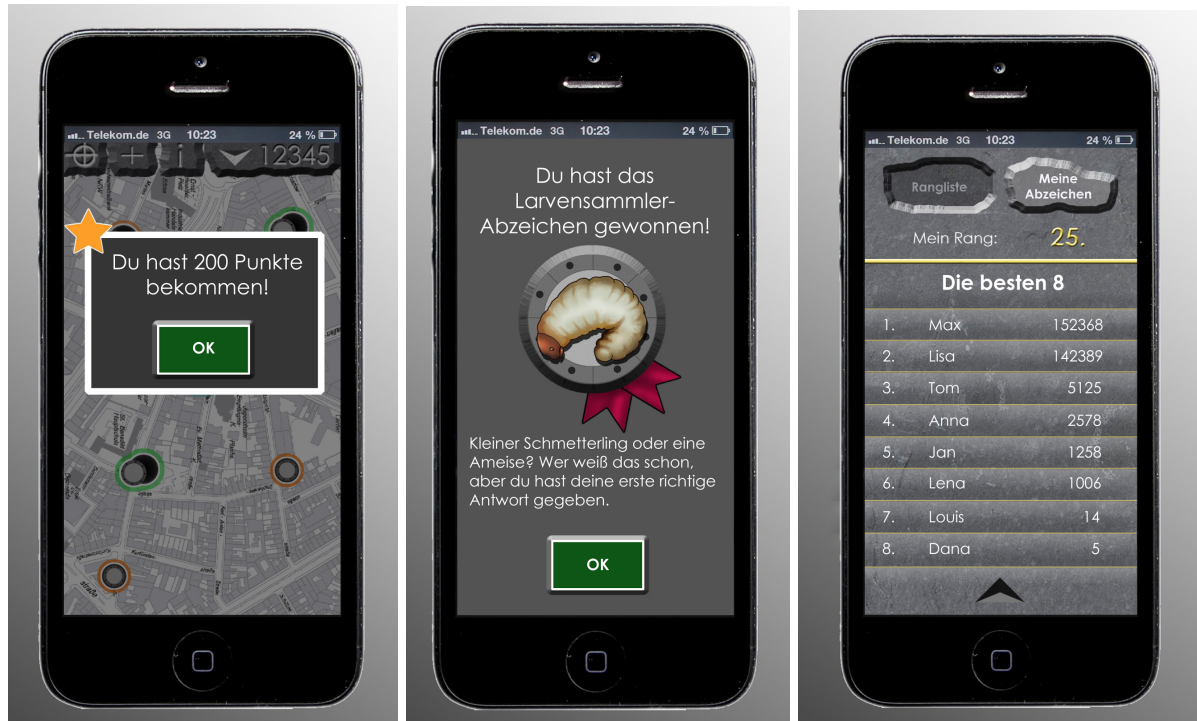 Telekom.de 3G 10:23 24 %
12345
Du hast 200 Punkte
bekommen!
OK
Telekom.de 3G 10:23 24 %
Du hast das
Larvensammler-
Abzeichen gewonnen!
Kleiner Schmetterling oder eine
Ameise? Wer weiß das schon,
aber du hast deine erste richtige
Antwort gegeben.
OK
Telekom.de 3G 10:23 24 %
Rangliste
Meine
Abzeichen
Mein Rang: 25.
Die besten 8
1. Max 152368
2. Lisa 142389
3. Tom 5125
4. Anna 2578
5. Jan 1258
6. Lena 1006
7. Louis 14
8. Dana 5